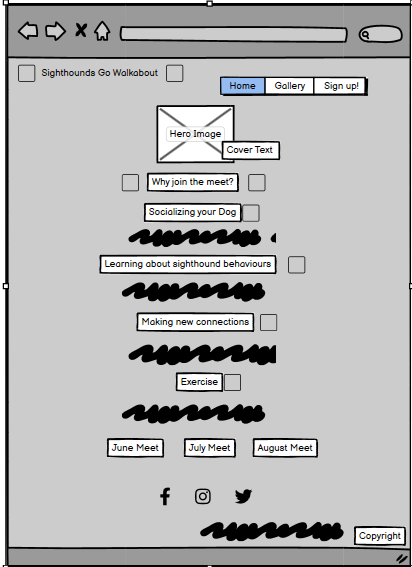 Sighthounds Go Walkabout
Home Gallery Sign up!
Hero Image
Cover Text
Why join the meet?
Socializing your Dog
Learning about sighthound behaviours
Making new connections
Exercise
June Meet July Meet August Meet
Copyright